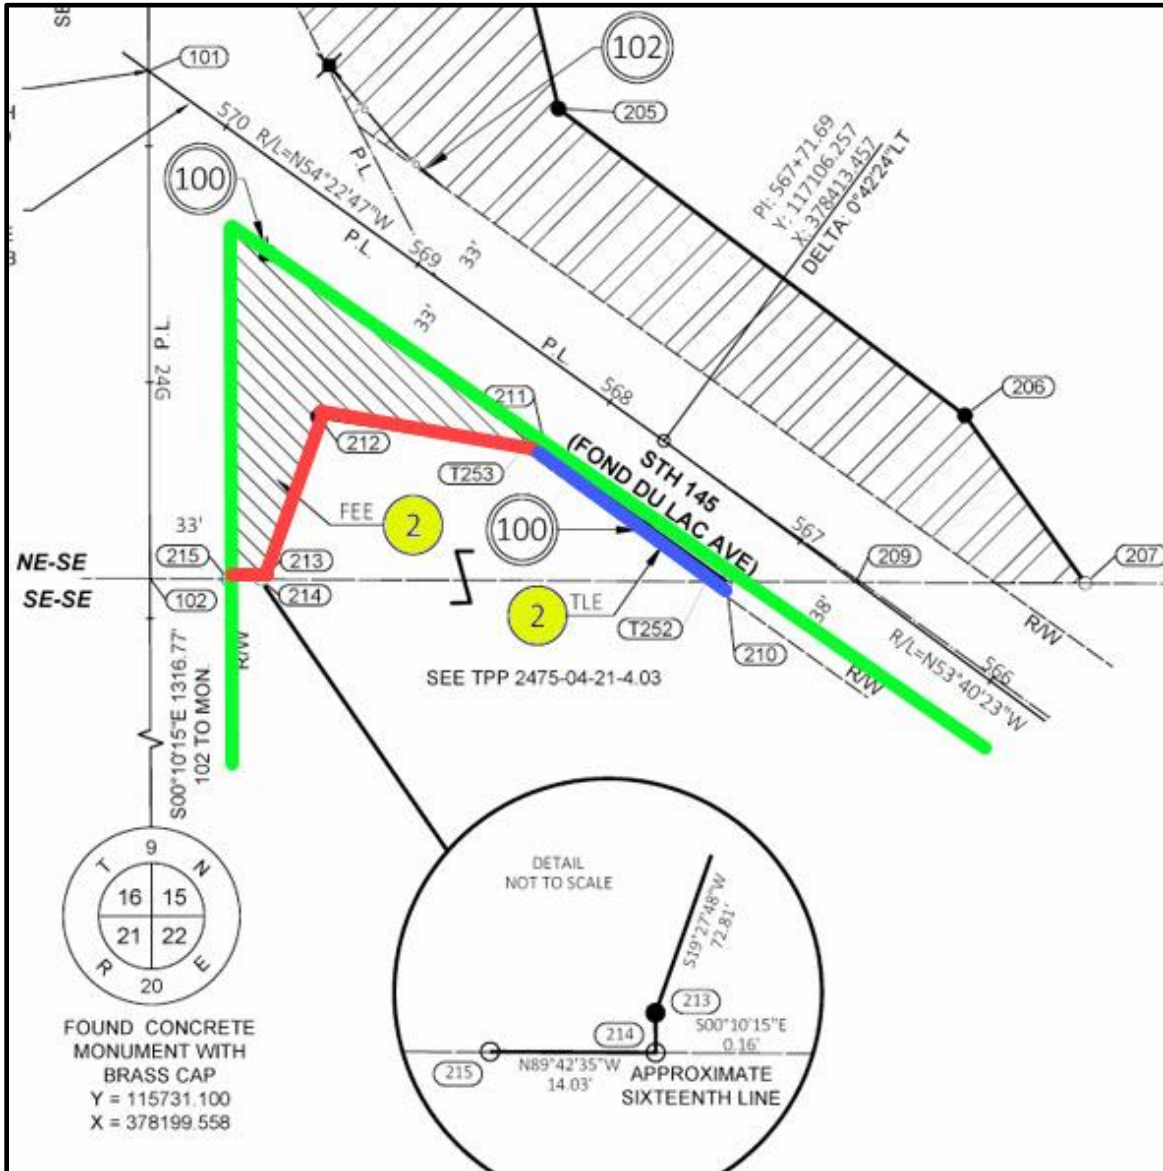 SE
101
102
205
570
R/L=N54°22'47"W
P.L.
PI: 567+71.69
Y: 117106.257
X: 378413.457
DELTA: 0°42'24"LT
100
P.L.
569
33'
33'
P.L.
24G
P.L.
568
206
211
212
T253
STH 145
(FOND DU LAC AVE)
FEE
2
100
567
33'
NE-SE
215
213
209
207
SE-SE
102
214
2
TLE
T252
210
38'
R/W
R/W
R/W
R/L=N53°40'23"W
566
SEE TPP 2475-04-21-4.03
S00°10'15"E 1316.77'
102 TO MON.
DETAIL
NOT TO SCALE
T 9 N
16 15
21 22
R 20 E
S19°27'48"W
72.81'
213
214
S00°10'15"E
0.16'
215
N89°42'35"W
14.03'
APPROXIMATE
SIXTEENTH LINE
FOUND CONCRETE
MONUMENT WITH
BRASS CAP
Y = 115731.100
X = 378199.558